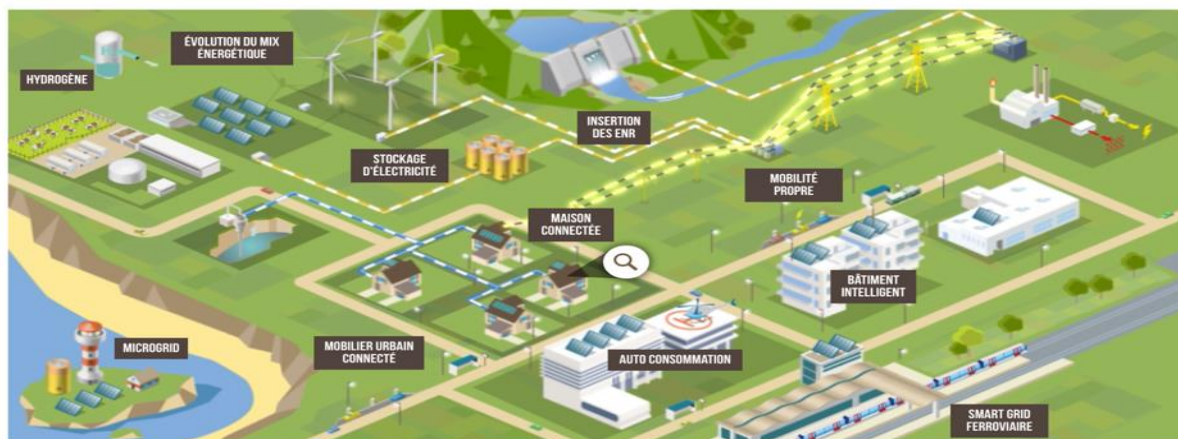 ÉVOLUTION DU MIX
ÉNERGÉTIQUE
HYDROGÈNE
INSERTION
DES ENR
STOCKAGE
D'ÉLECTRICITÉ
MOBILITÉ
PROPRE
MAISON
CONNECTÉE
BÂTIMENT
INTELLIGENT
MICROGRID
MOBILIER URBAIN
CONNECTÉ
AUTO CONSOMMATION
SMART GRID
FERROVIAIRE